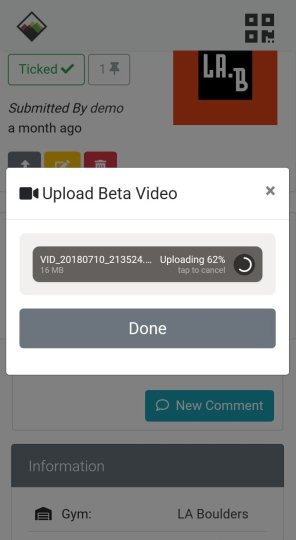 LA.B
Ticked
1
Submitted By demo
a month ago
Upload Beta Video
×
VID_20180710_213524.... Uploading 62%
16 MB tap to cancel
Done
New Comment
Information
Gym: LA Boulders